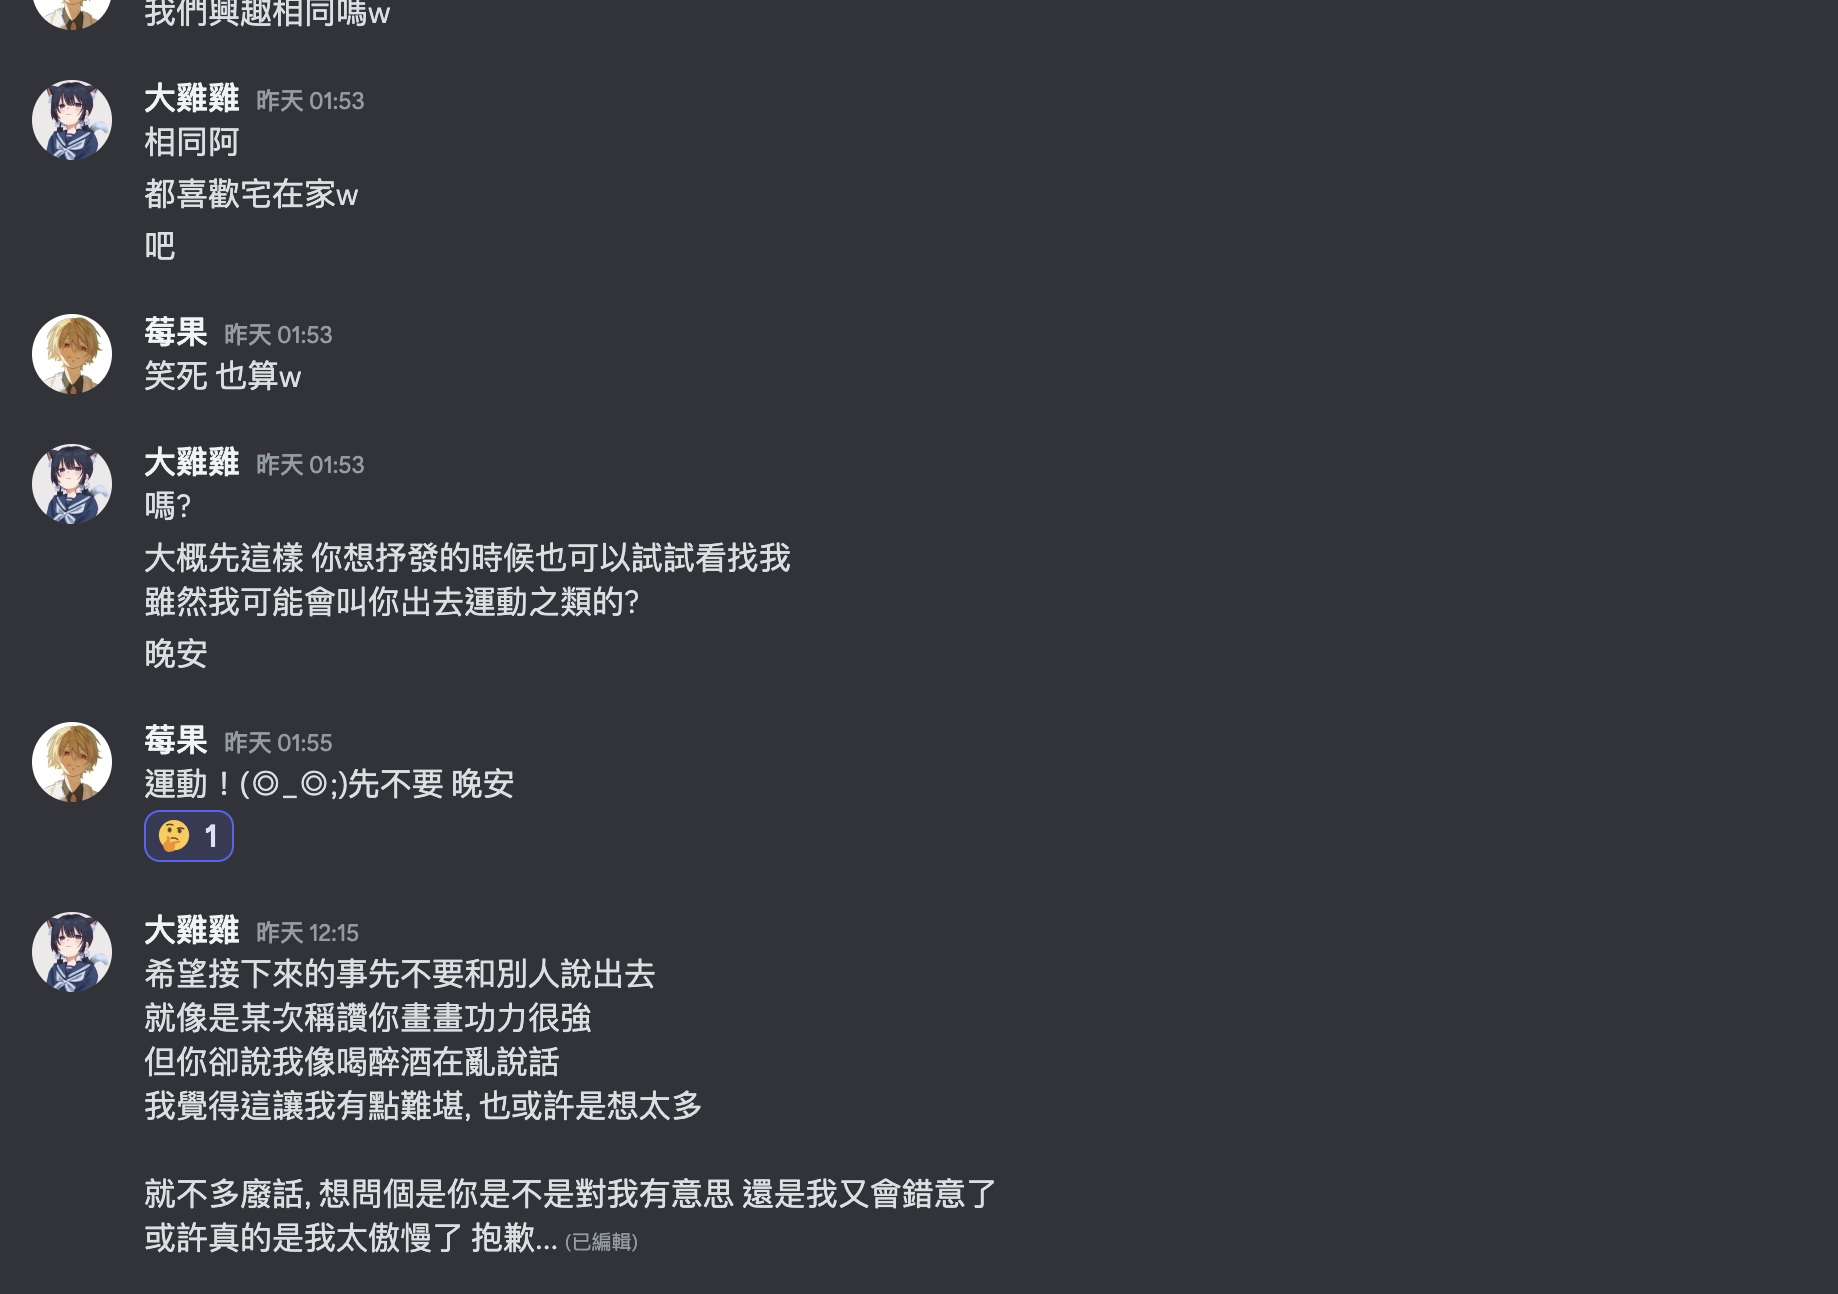 我們興趣相同嗎w
大雞雞 昨天 01:53
相同阿
都喜歡宅在家w
吧
莓果 昨天 01:53
笑死 也算w
大雞雞 昨天 01:53
嗎?
大概先這樣 你想抒發的時候也可以試試看找我
雖然我可能會叫你出去運動之類的?
晚安
莓果 昨天 01:55
運動！(◎_◎;)先不要 晚安
🤔 1
大雞雞 昨天 12:15
希望接下來的事先不要和別人說出去
就像是某次稱讚你畫畫功力很強
但你卻說我像喝醉酒在亂說話
我覺得這讓我有點難堪, 也或許是想太多
就不多廢話, 想問個是你是不是對我有意思 還是我又會錯意了
或許真的是我太傲慢了 抱歉... (已編輯)